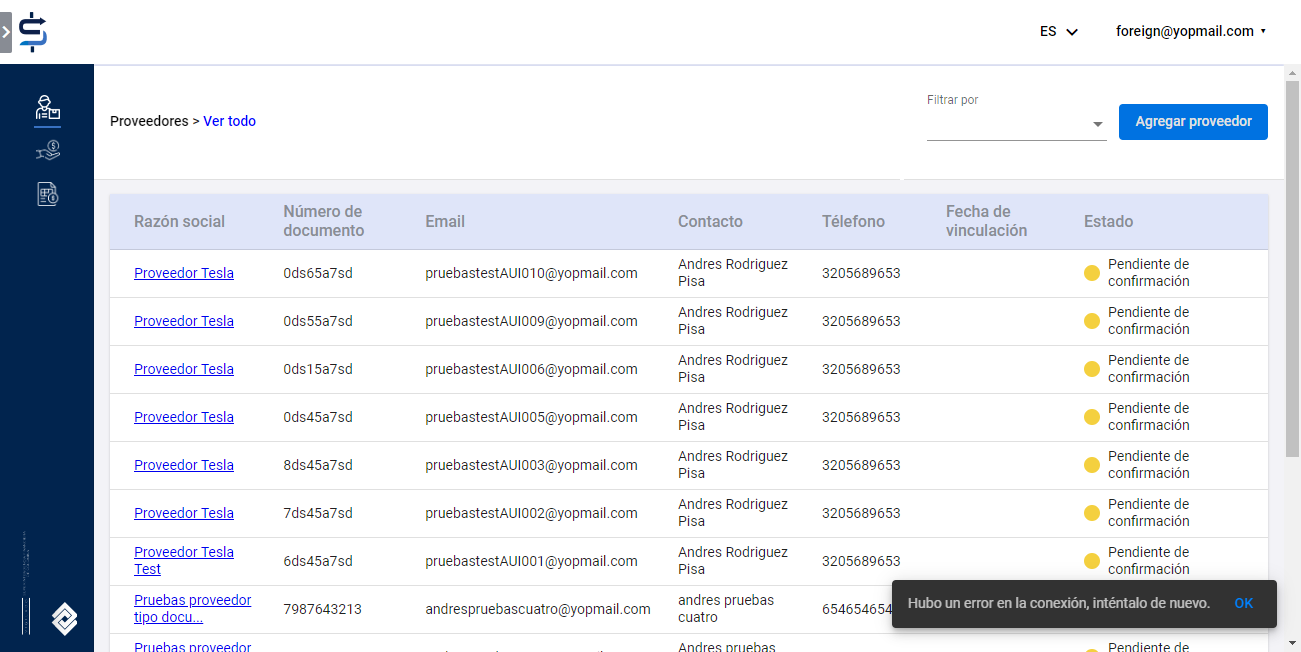 ES
foreign@yopmail.com
Proveedores > Ver todo
Filtrar por
Agregar proveedor
Razón social
Número de documento
Email
Contacto
Télefono
Fecha de vinculación
Estado
Proveedor Tesla
0ds65a7sd
pruebastestAUI010@yopmail.com
Andres Rodriguez Pisa
3205689653
Pendiente de confirmación
Proveedor Tesla
0ds55a7sd
pruebastestAUI009@yopmail.com
Andres Rodriguez Pisa
3205689653
Pendiente de confirmación
Proveedor Tesla
0ds15a7sd
pruebastestAUI006@yopmail.com
Andres Rodriguez Pisa
3205689653
Pendiente de confirmación
Proveedor Tesla
0ds45a7sd
pruebastestAUI005@yopmail.com
Andres Rodriguez Pisa
3205689653
Pendiente de confirmación
Proveedor Tesla
8ds45a7sd
pruebastestAUI003@yopmail.com
Andres Rodriguez Pisa
3205689653
Pendiente de confirmación
Proveedor Tesla
7ds45a7sd
pruebastestAUI002@yopmail.com
Andres Rodriguez Pisa
3205689653
Pendiente de confirmación
Proveedor Tesla Test
6ds45a7sd
pruebastestAUI001@yopmail.com
Andres Rodriguez Pisa
3205689653
Pendiente de confirmación
Pruebas proveedor tipo docu...
7987643213
andrespruebascuatro@yopmail.com
andres pruebas cuatro
654654654
Hubo un error en la conexión, inténtalo de nuevo.
OK
Pruebas proveedor
Andres pruebas
Pendiente de